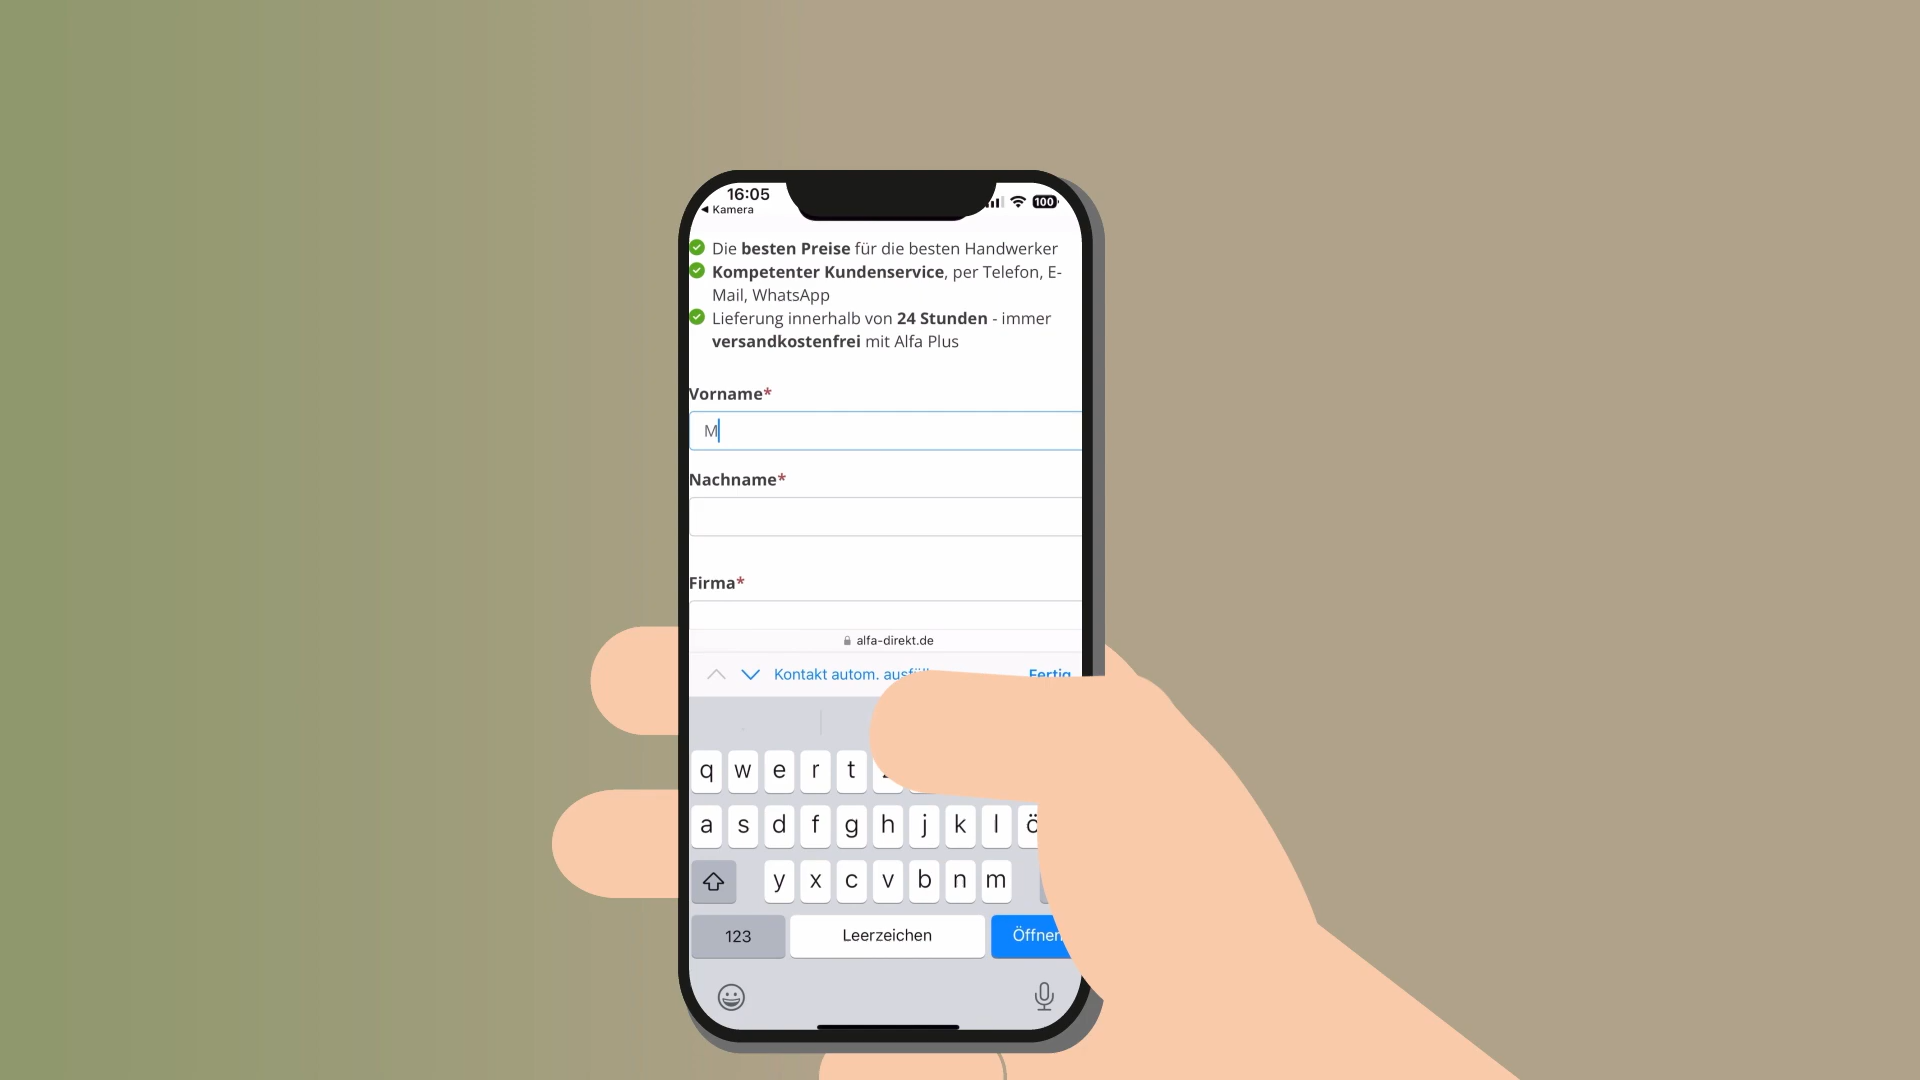 16:05
◀ Kamera
100
Die besten Preise für die besten Handwerker
Kompetenter Kundenservice, per Telefon, E-
Mail, WhatsApp
Lieferung innerhalb von 24 Stunden - immer
versandkostenfrei mit Alfa Plus
Vorname*
M
Nachname*
Firma*
alfa-direkt.de
Kontakt autom. Fertig
q w e r t
a s d f g h j k l ö
y x c v b n m
123 Leerzeichen Öffnen